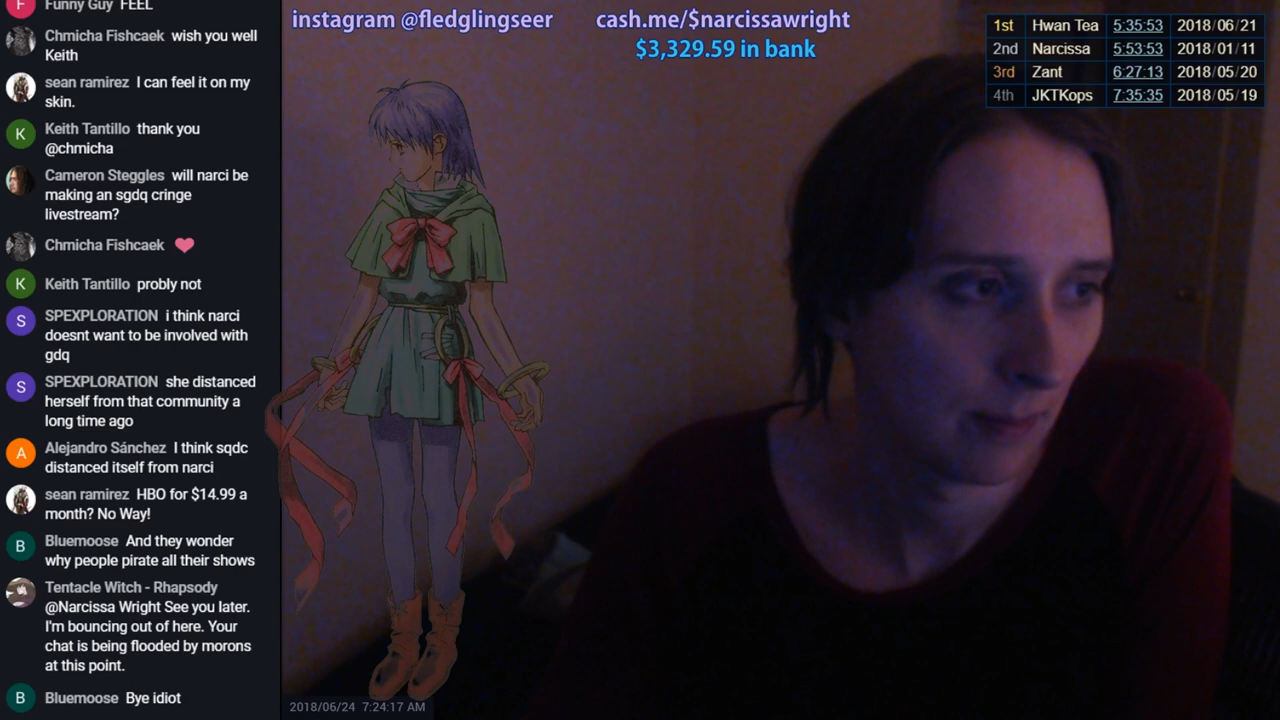 Funny Guy FEEL
Chmicha Fishcaek wish you well
Keith
sean ramirez I can feel it on my
skin.
K
Keith Tantillo thank you
@chmicha
Cameron Steggles will narci be
making an sgdq cringe
livestream?
Chmicha Fishcaek
K
Keith Tantillo probly not
S
SPEXPLORATION i think narci
doesnt want to be involved with
gdq
S
SPEXPLORATION she distanced
herself from that community a
long time ago
A
Alejandro Sánchez I think sqdc
distanced itself from narci
sean ramirez HBO for $14.99 a
month? No Way!
B
Bluemoose And they wonder
why people pirate all their shows
Tentacle Witch - Rhapsody
@Narcissa Wright See you later.
I'm bouncing out of here. Your
chat is being flooded by morons
at this point.
B
Bluemoose Bye idiot
instagram @fledglingseer
cash.me/$narcissawright
$3,329.59 in bank
1st Hwan Tea 5:35:53 2018/06/21
2nd Narcissa 5:53:53 2018/01/11
3rd Zant 6:27:13 2018/05/20
4th JKTKops 7:35:35 2018/05/19
2018/06/24 7:24:17 AM